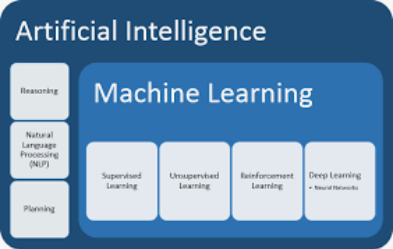 Artificial Intelligence
Reasoning
Natural
Language
Processing
(NLP)
Planning
Machine Learning
Supervised
Learning
Unsupervised
Learning
Reinforcement
Learning
Deep Learning
• Neural Networks